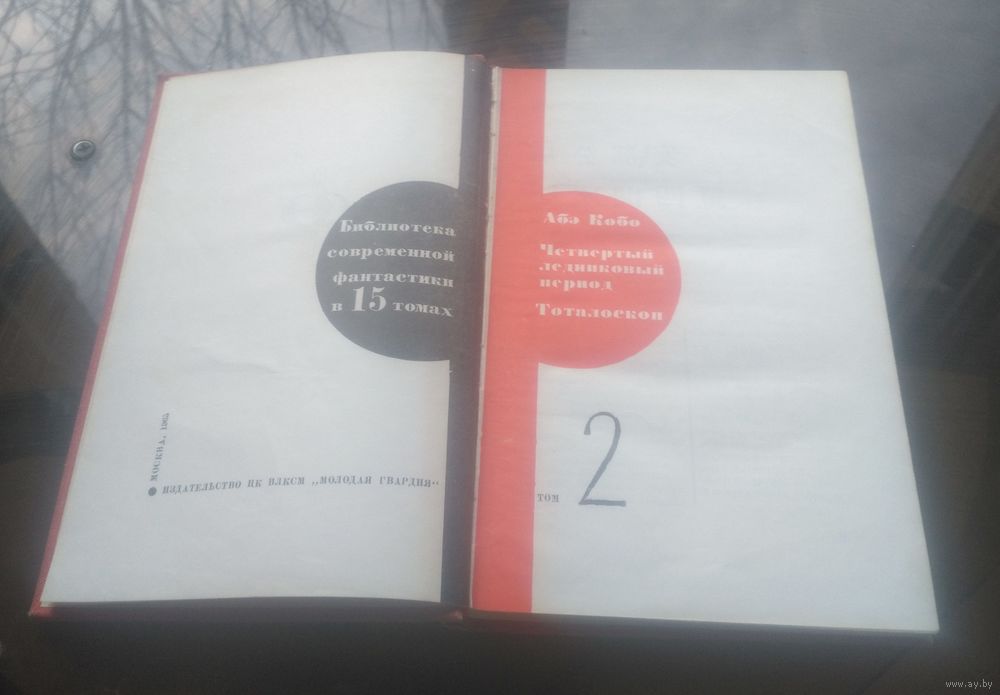 Библиотека
современной
фантастики
в 15 томах
МОСКВА, 1965
ИЗДАТЕЛЬСТВО ЦК ВЛКСМ „МОЛОДАЯ ГВАРДИЯ“
Абэ Кобо
Четвертый
ледниковый
период
Тоталоскоп
ТОМ 2
www.ay.by